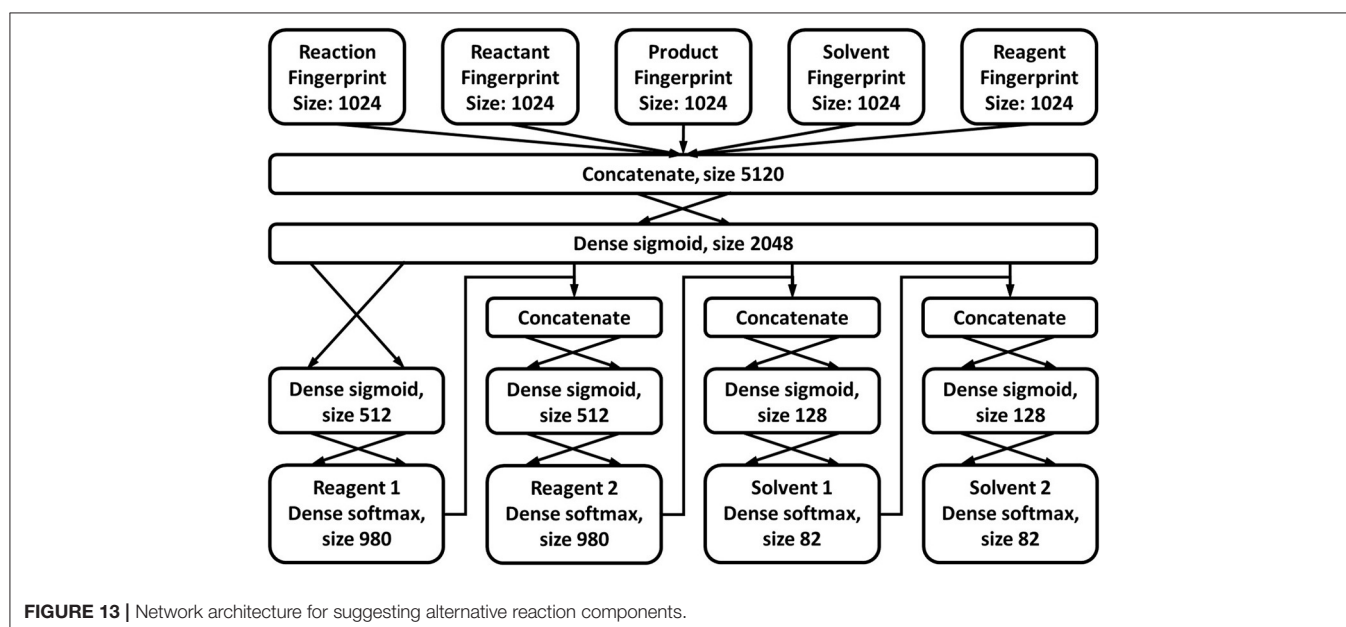 Reaction
Fingerprint
Size: 1024
Reactant
Fingerprint
Size: 1024
Product
Fingerprint
Size: 1024
Solvent
Fingerprint
Size: 1024
Reagent
Fingerprint
Size: 1024
Concatenate, size 5120
Dense sigmoid, size 2048
Concatenate
Concatenate
Concatenate
Dense sigmoid,
size 512
Dense sigmoid,
size 512
Dense sigmoid,
size 128
Dense sigmoid,
size 128
Reagent 1
Dense softmax,
size 980
Reagent 2
Dense softmax,
size 980
Solvent 1
Dense softmax,
size 82
Solvent 2
Dense softmax,
size 82
FIGURE 13 | Network architecture for suggesting alternative reaction components.